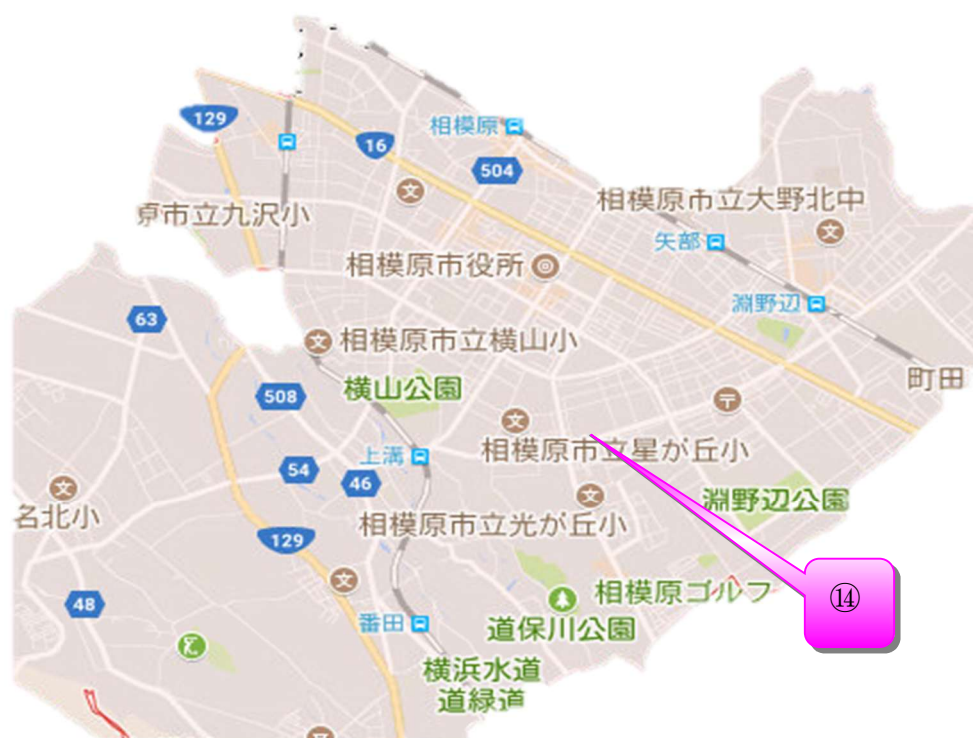 129
相模原
16
504
相模原市立大野北中
市立九沢小
矢部
相模原市役所
淵野辺
63
相模原市立横山小
町田
横山公園
508
相模原市立星が丘小
上溝
54
46
淵野辺公園
名北小
相模原市立光が丘小
129
相模原ゴルフ
⑭
48
番田
道保川公園
横浜水道
道緑道